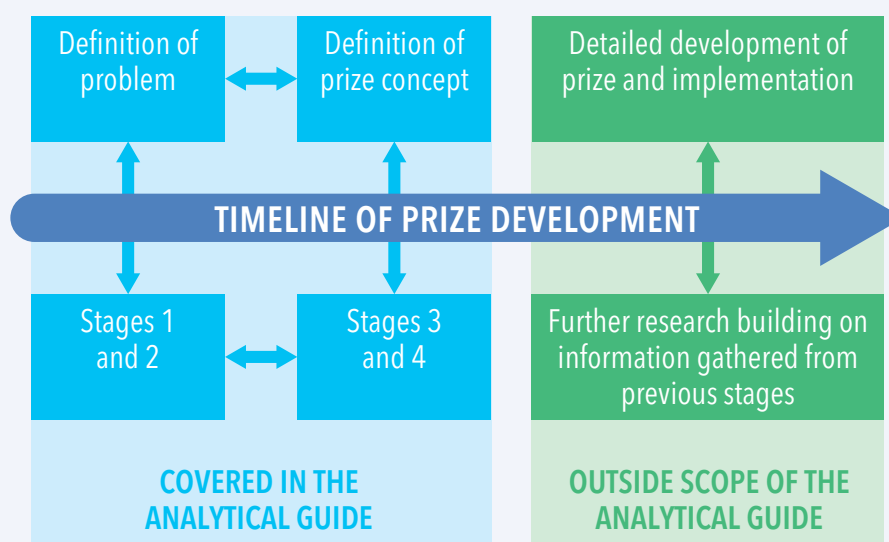 Definition of
problem
Definition of
prize concept
Detailed development of
prize and implementation
TIMELINE OF PRIZE DEVELOPMENT
Stages 1
and 2
Stages 3
and 4
Further research building on
information gathered from
previous stages
COVERED IN THE
ANALYTICAL GUIDE
OUTSIDE SCOPE OF THE
ANALYTICAL GUIDE